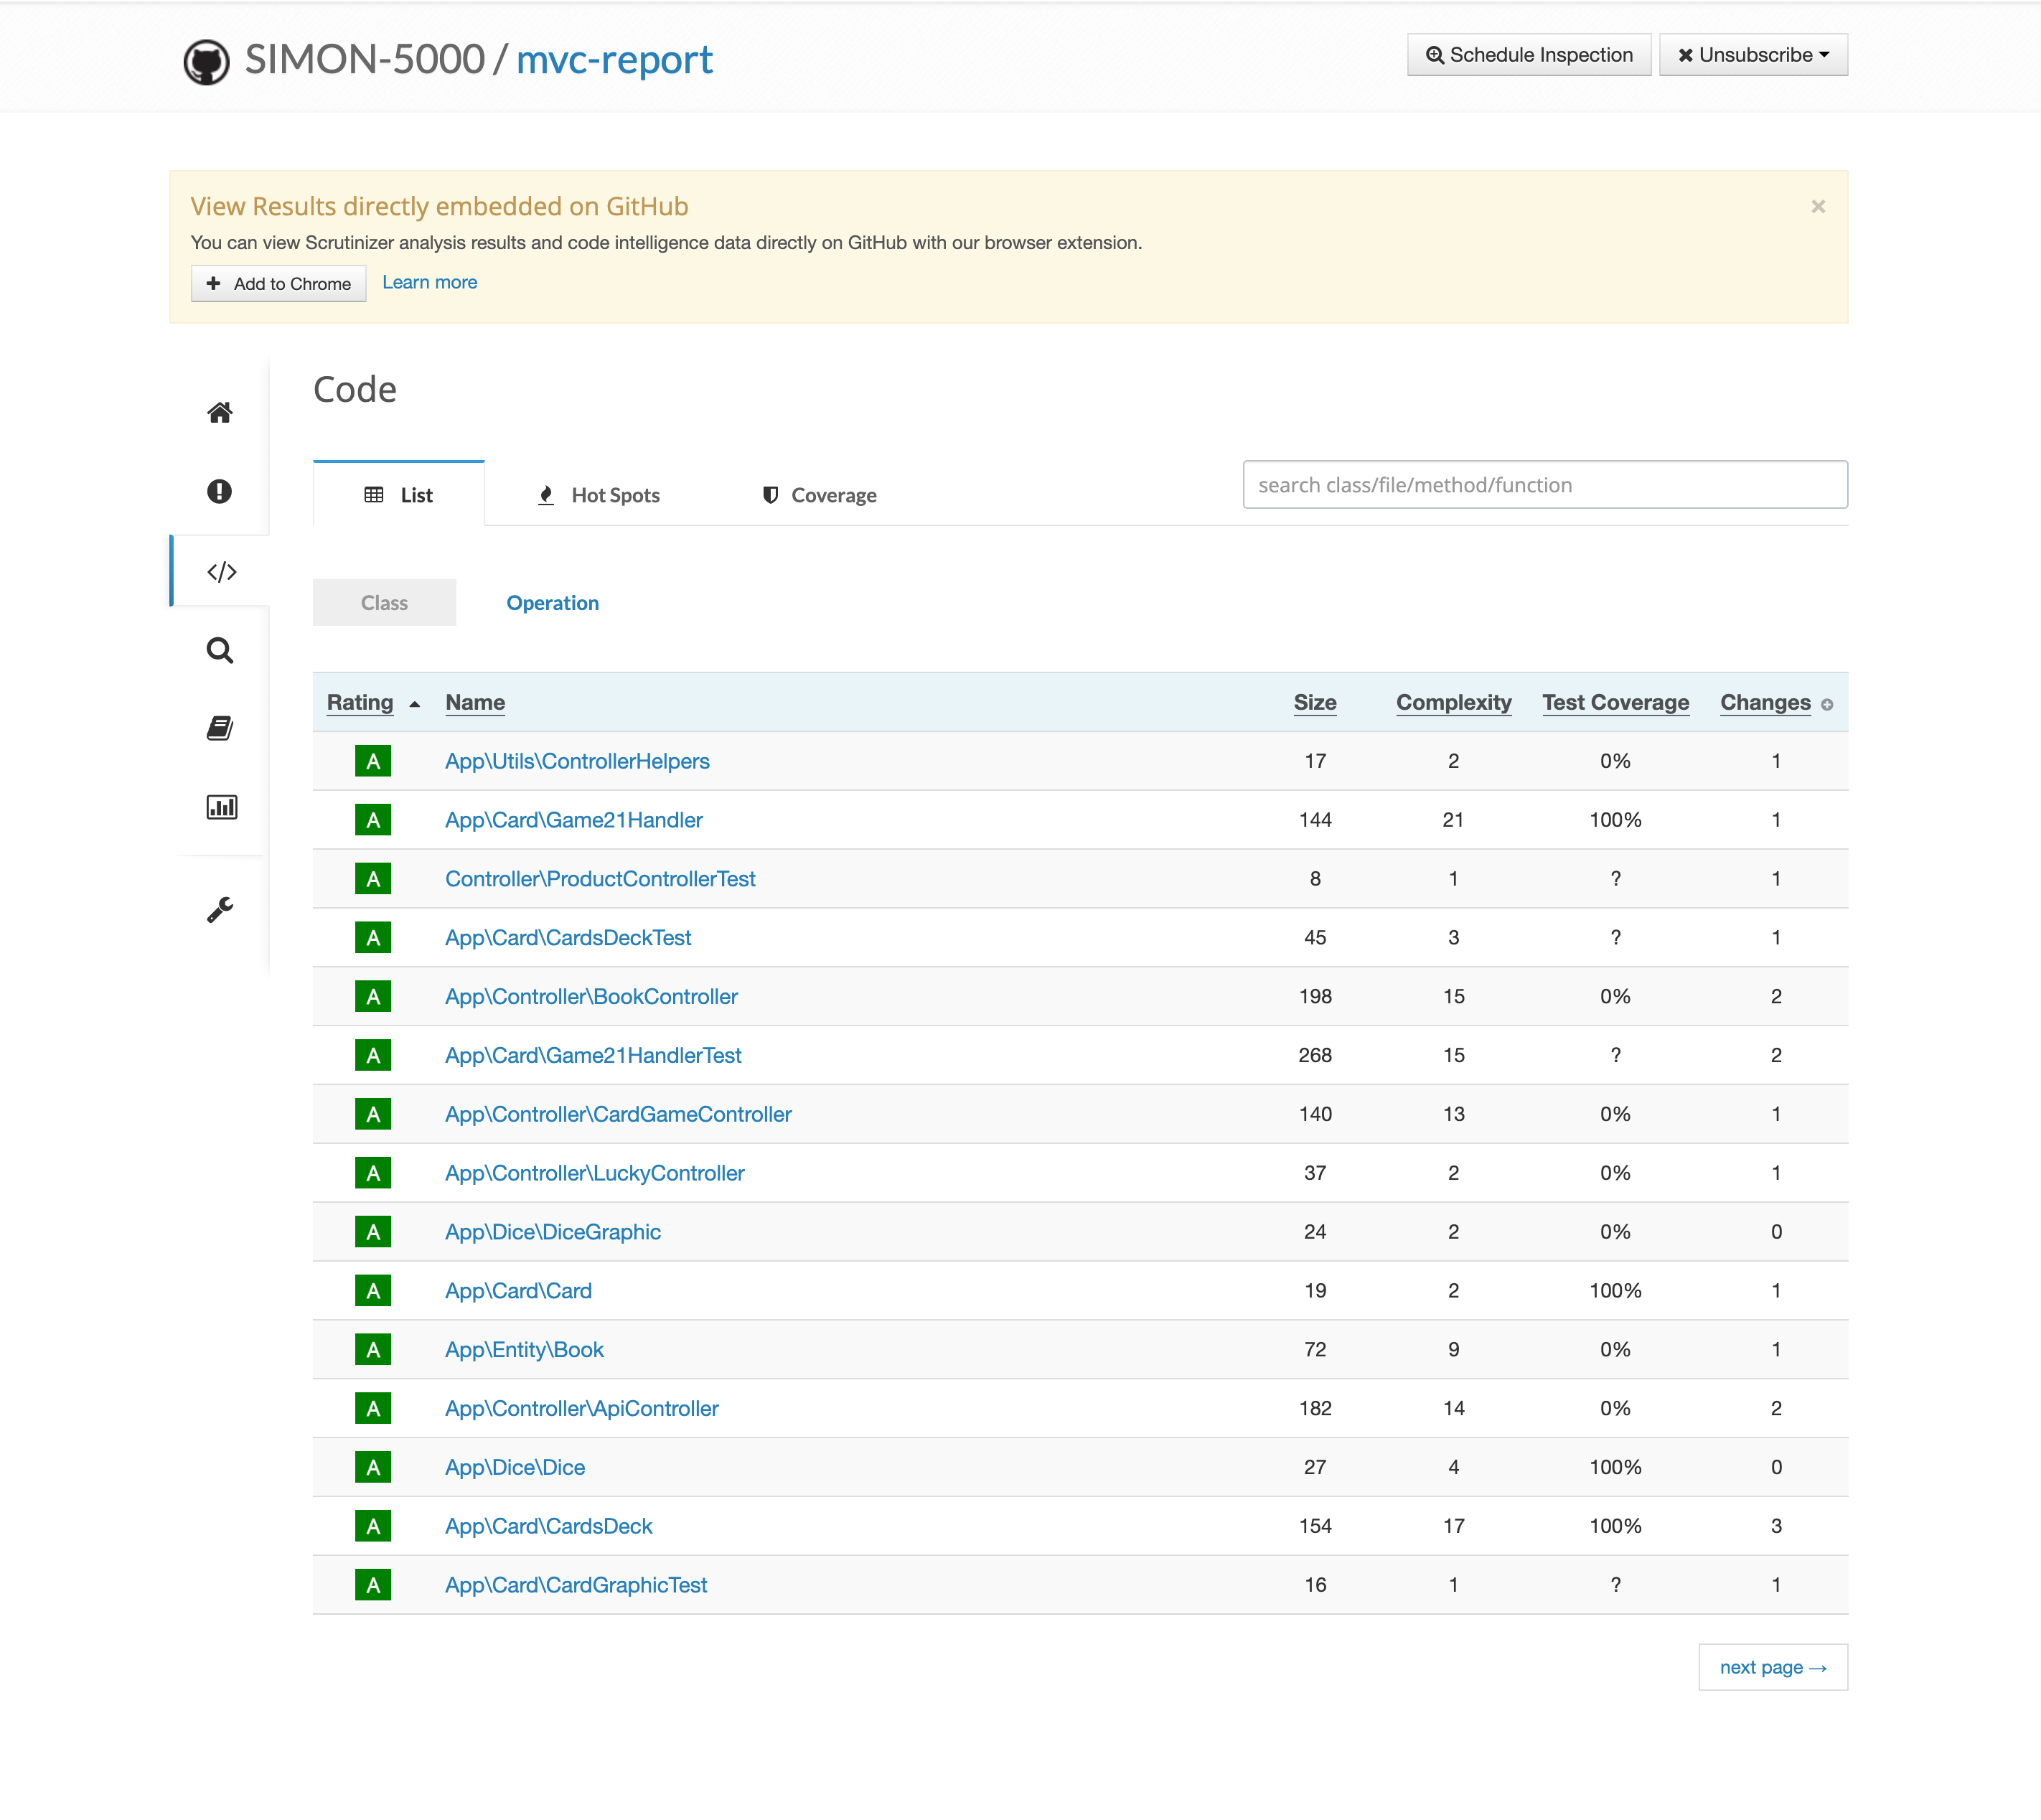 SIMON-5000 / mvc-report
Schedule Inspection
Unsubscribe
View Results directly embedded on GitHub
You can view Scrutinizer analysis results and code intelligence data directly on GitHub with our browser extension.
Add to Chrome Learn more
Code
List Hot Spots Coverage
search class/file/method/function
Class Operation
Rating Name Size Complexity Test Coverage Changes
A App\Utils\ControllerHelpers 17 2 0% 1
A App\Card\Game21Handler 144 21 100% 1
A Controller\ProductControllerTest 8 1 ? 1
A App\Card\CardsDeckTest 45 3 ? 1
A App\Controller\BookController 198 15 0% 2
A App\Card\Game21HandlerTest 268 15 ? 2
A App\Controller\CardGameController 140 13 0% 1
A App\Controller\LuckyController 37 2 0% 1
A App\Dice\DiceGraphic 24 2 0% 0
A App\Card\Card 19 2 100% 1
A App\Entity\Book 72 9 0% 1
A App\Controller\ApiController 182 14 0% 2
A App\Dice\Dice 27 4 100% 0
A App\Card\CardsDeck 154 17 100% 3
A App\Card\CardGraphicTest 16 1 ? 1
next page →